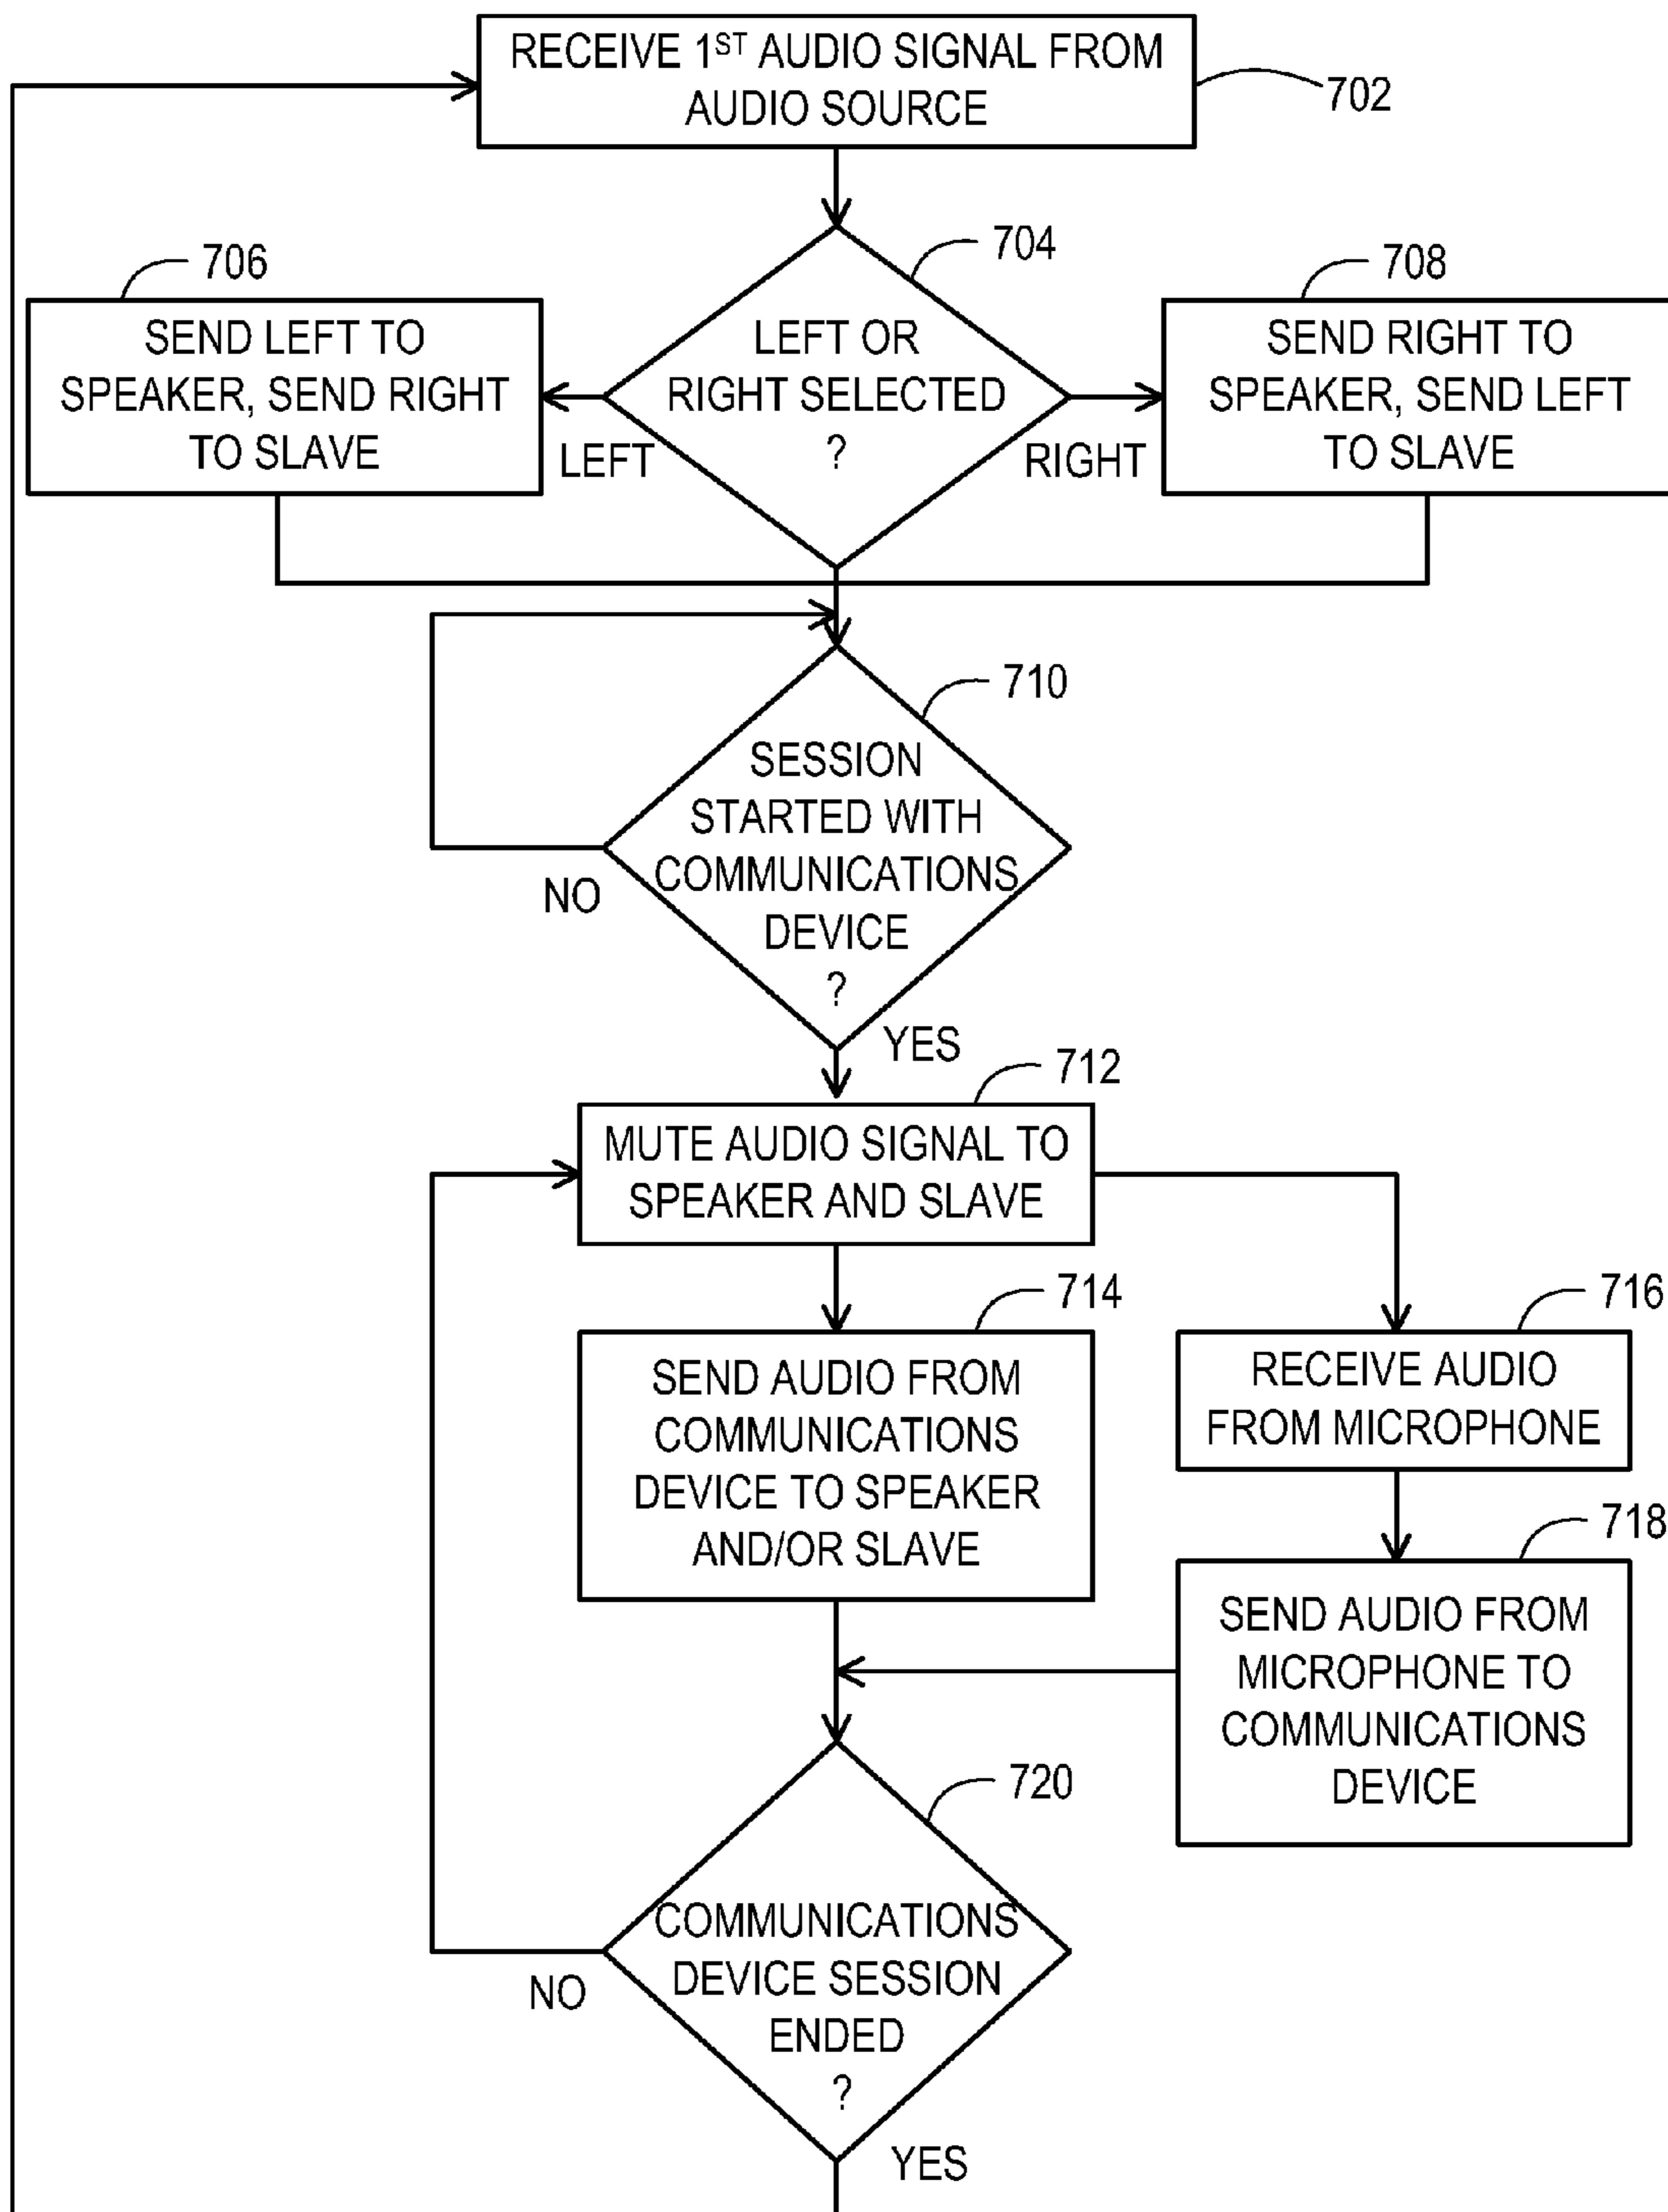 RECEIVE 1ST AUDIO SIGNAL FROM
AUDIO SOURCE
702
704
706
708
LEFT OR
RIGHT SELECTED
?
SEND LEFT TO
SPEAKER, SEND RIGHT
TO SLAVE
SEND RIGHT TO
SPEAKER, SEND LEFT
TO SLAVE
LEFT
RIGHT
710
SESSION
STARTED WITH
COMMUNICATIONS
DEVICE
?
NO
YES
712
MUTE AUDIO SIGNAL TO
SPEAKER AND SLAVE
714
SEND AUDIO FROM
COMMUNICATIONS
DEVICE TO SPEAKER
AND/OR SLAVE
716
RECEIVE AUDIO
FROM MICROPHONE
718
SEND AUDIO FROM
MICROPHONE TO
COMMUNICATIONS
DEVICE
720
COMMUNICATIONS
DEVICE SESSION
ENDED
?
NO
YES